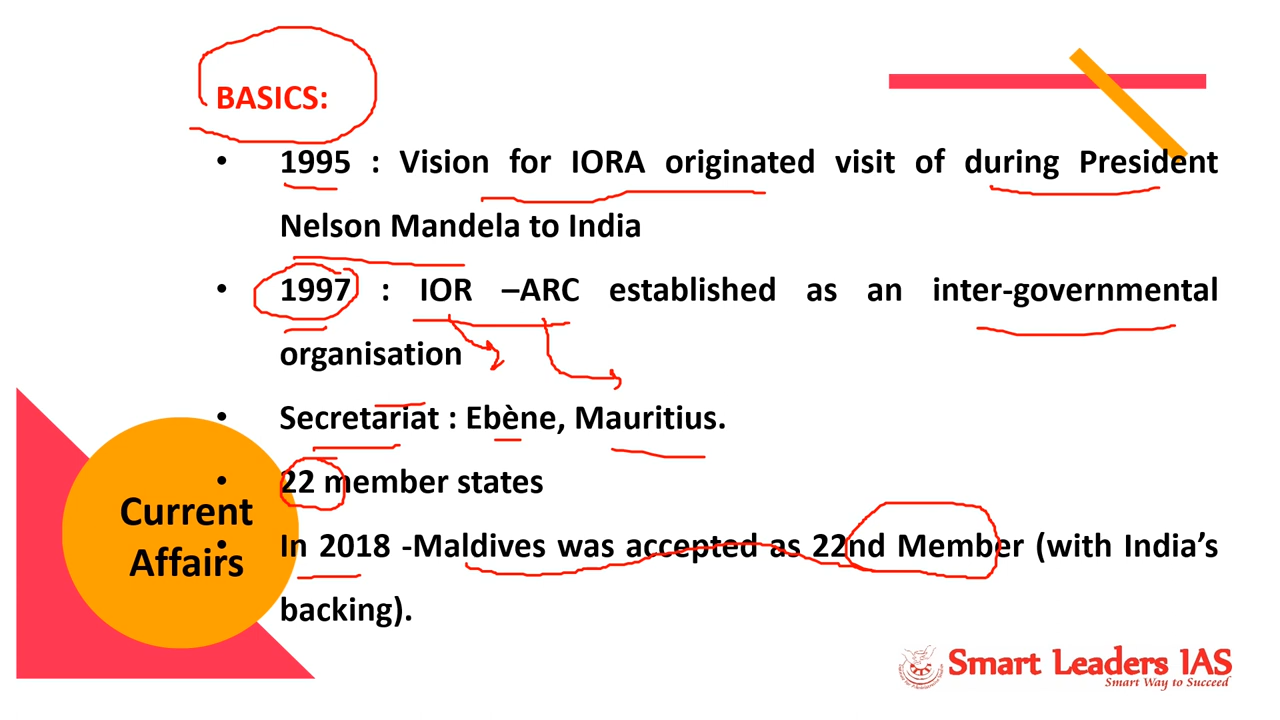 BASICS:
• 1995 : Vision for IORA originated visit of during President
Nelson Mandela to India
• 1997 : IOR –ARC established as an inter-governmental
organisation
• Secretariat : Ebène, Mauritius.
• 22 member states
• In 2018 -Maldives was accepted as 22nd Member (with India’s
backing).
Current
Affairs
Smart Leaders IAS
Smart Way to Succeed